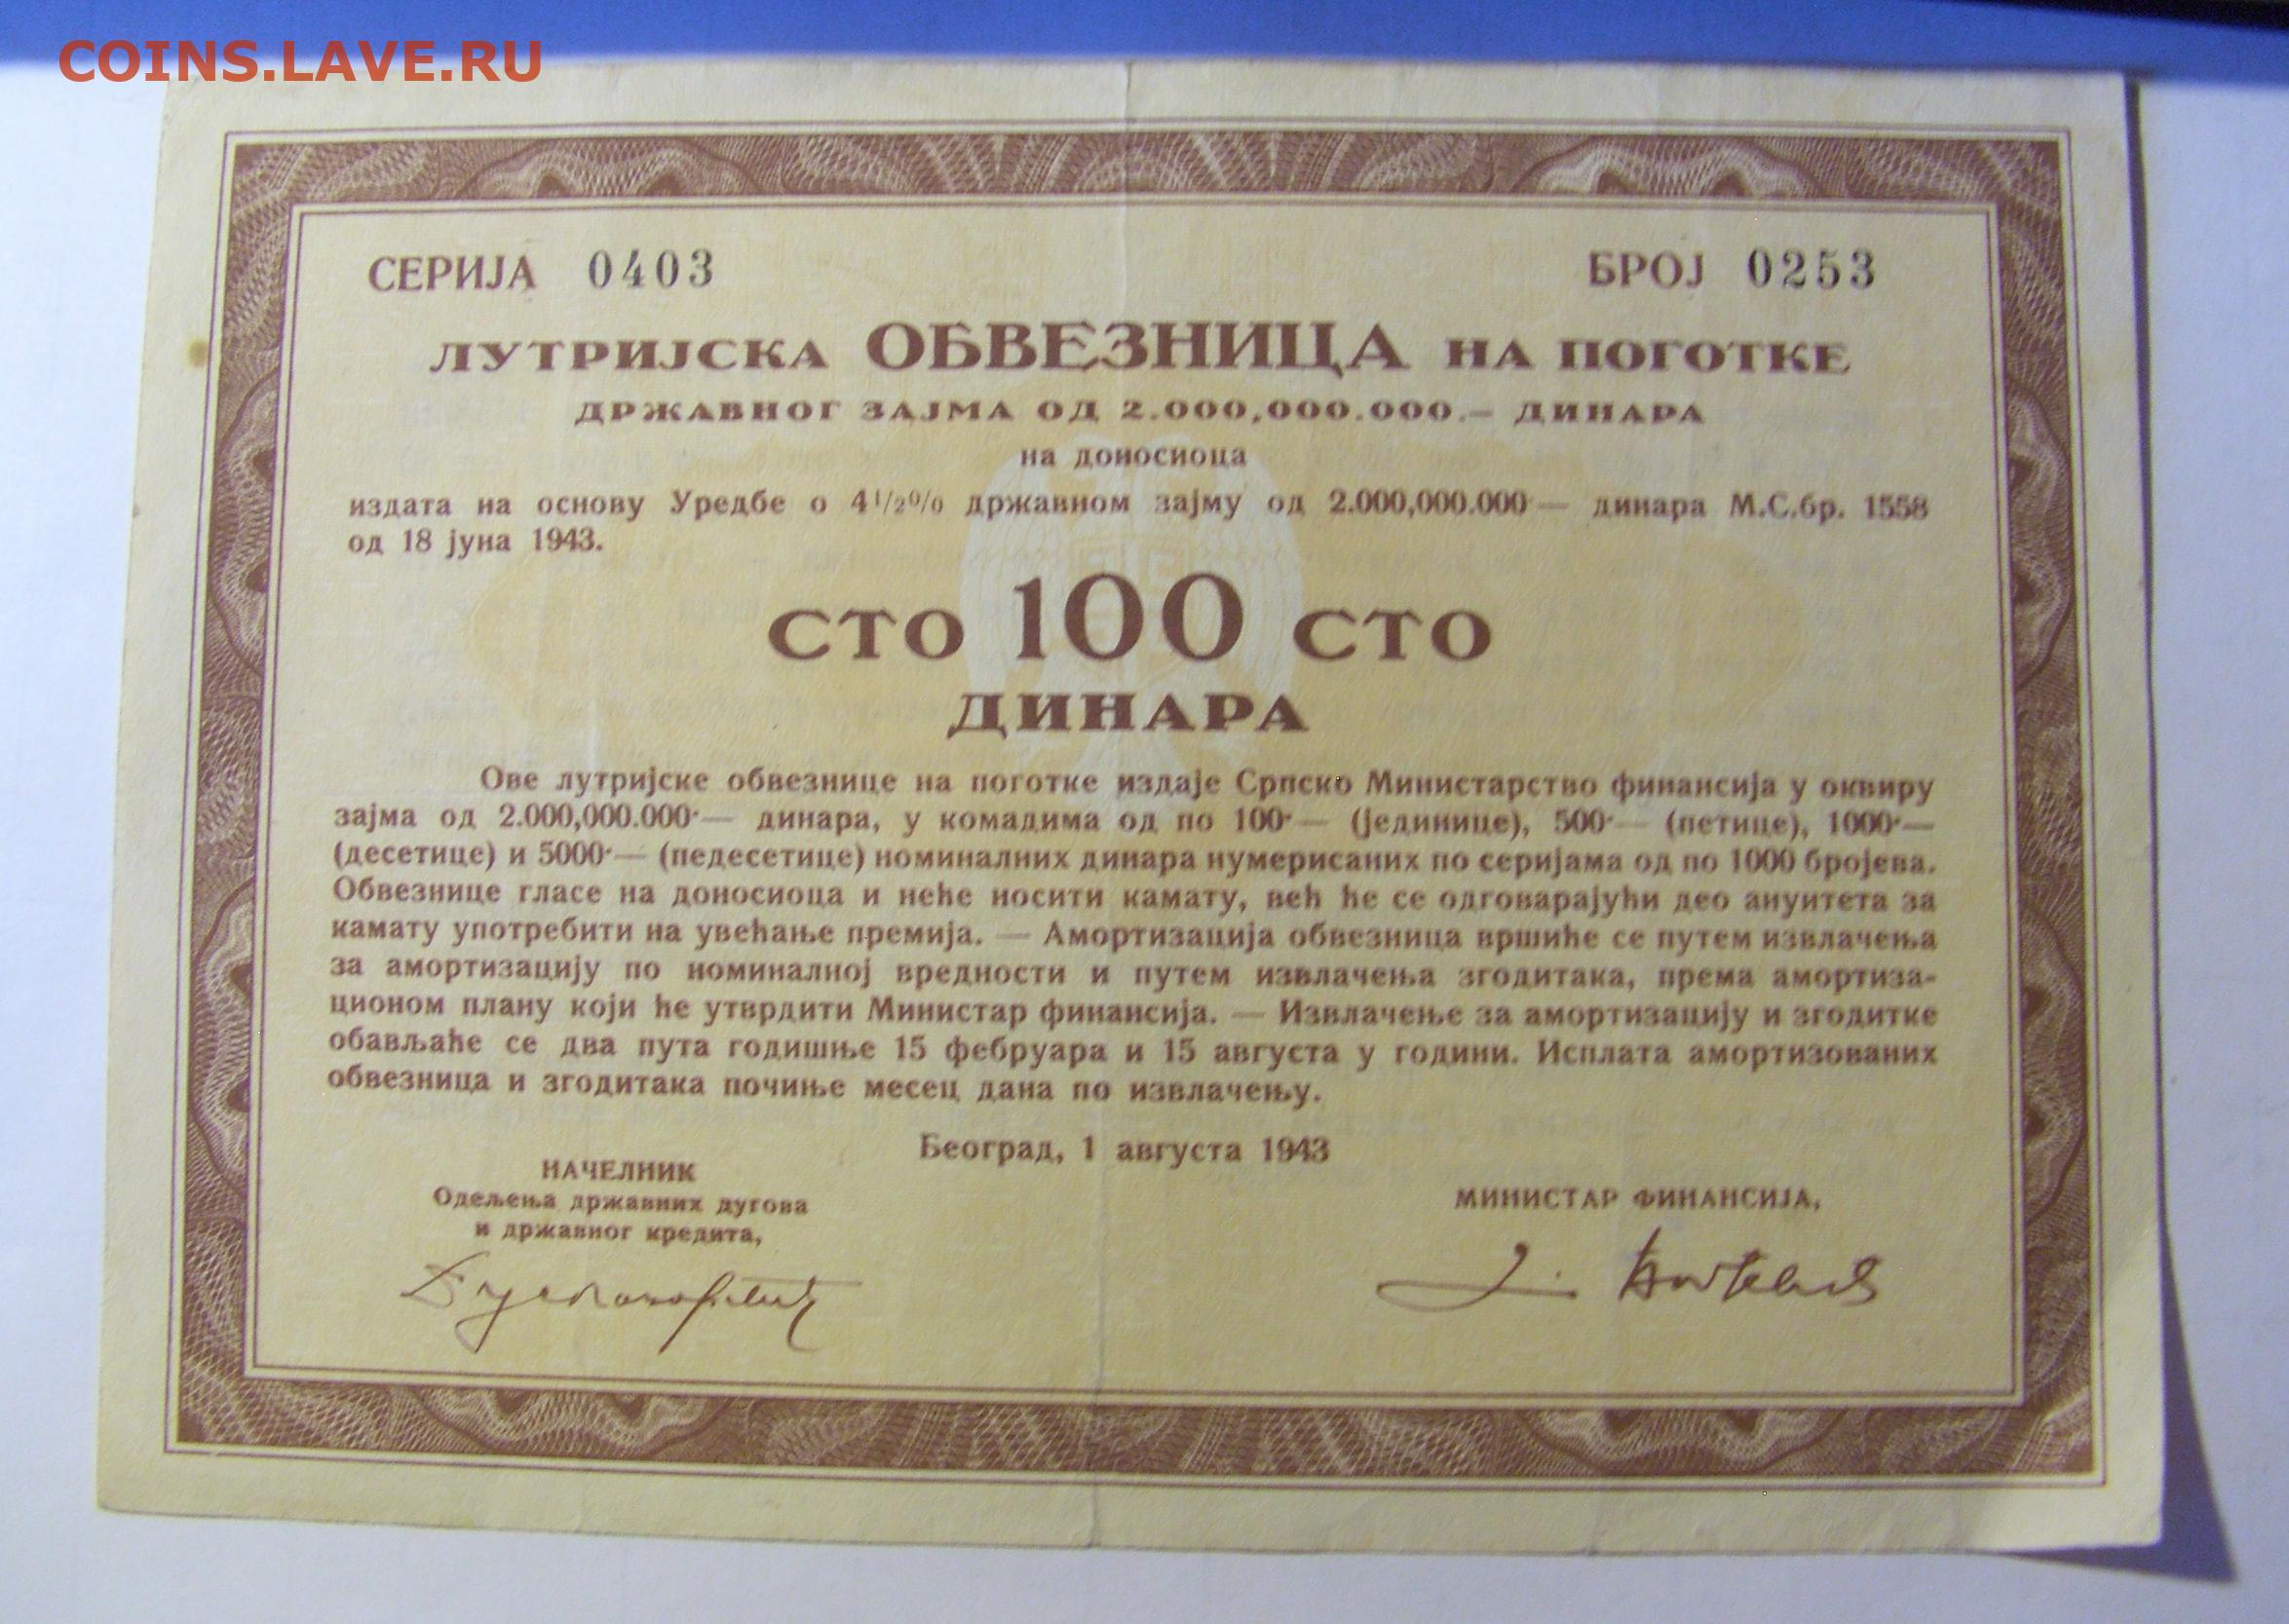 COINS.LAVE.RU
СЕРИЈА 0403 БРОЈ 0253
ЛУТРИЈСКА ОБВЕЗНИЦА НА ПОГОТКЕ
ДРЖАВНОГ ЗАЈМА ОД 2.000,000.000.— ДИНАРА
на доносиоца
издата на основу Уредбе о 4 1/2% државном зајму од 2.000,000.000·— динара М.С.бр. 1558
од 18 јуна 1943.
СТО 100 СТО
ДИНАРА
Ове лутријске обвезнице на поготке издаје Српско Министарство финансија у оквиру
зајма од 2.000,000.000·— динара, у комадима од по 100·— (јединице), 500·— (петице), 1000·—
(десетице) и 5000·— (педесетице) номиналних динара нумерисаних по серијама од по 1000 бројева.
Обвезнице гласе на доносиоца и неће носити камату, већ ће се одговарајући део ануитета за
камату употребити на увећање премија. — Амортизација обвезница вршиће се путем извлачења
за амортизацију по номиналној вредности и путем извлачења згодитака, према амортиза-
ционом плану који ће утврдити Министар финансија. — Извлачење за амортизацију и згодитке
обављаће се два пута годишње 15 фебруара и 15 августа у години. Исплата амортизованих
обвезница и згодитака почиње месец дана по извлачењу.
Београд, 1 августа 1943
НАЧЕЛНИК
Одељења државних дугова
и државног кредита,
МИНИСТАР ФИНАНСИЈА,